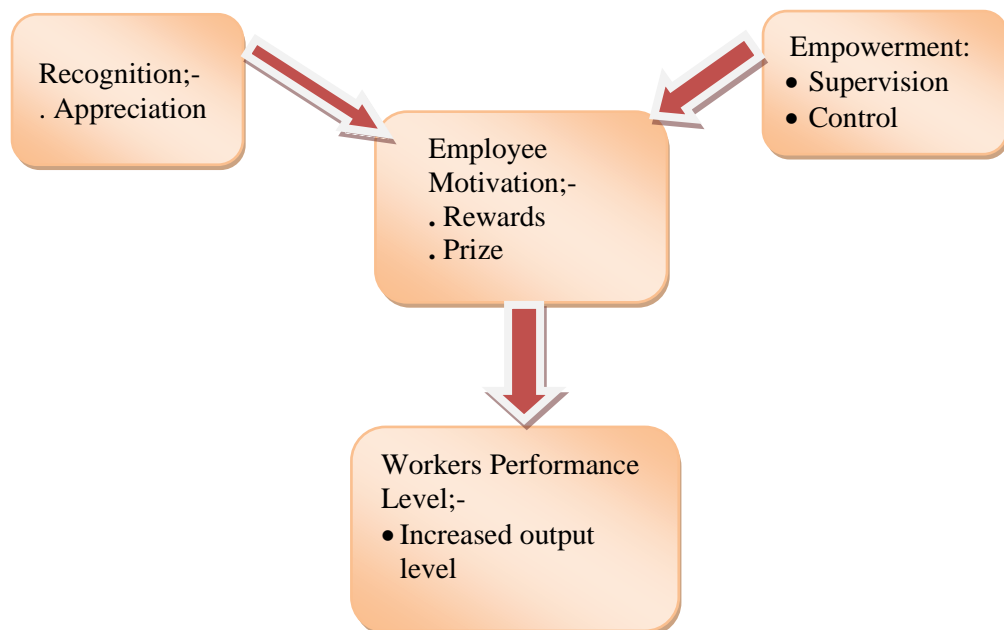 Recognition;-
. Appreciation
Empowerment:
• Supervision
• Control
Employee
Motivation;-
. Rewards
. Prize
Workers Performance
Level;-
• Increased output
level